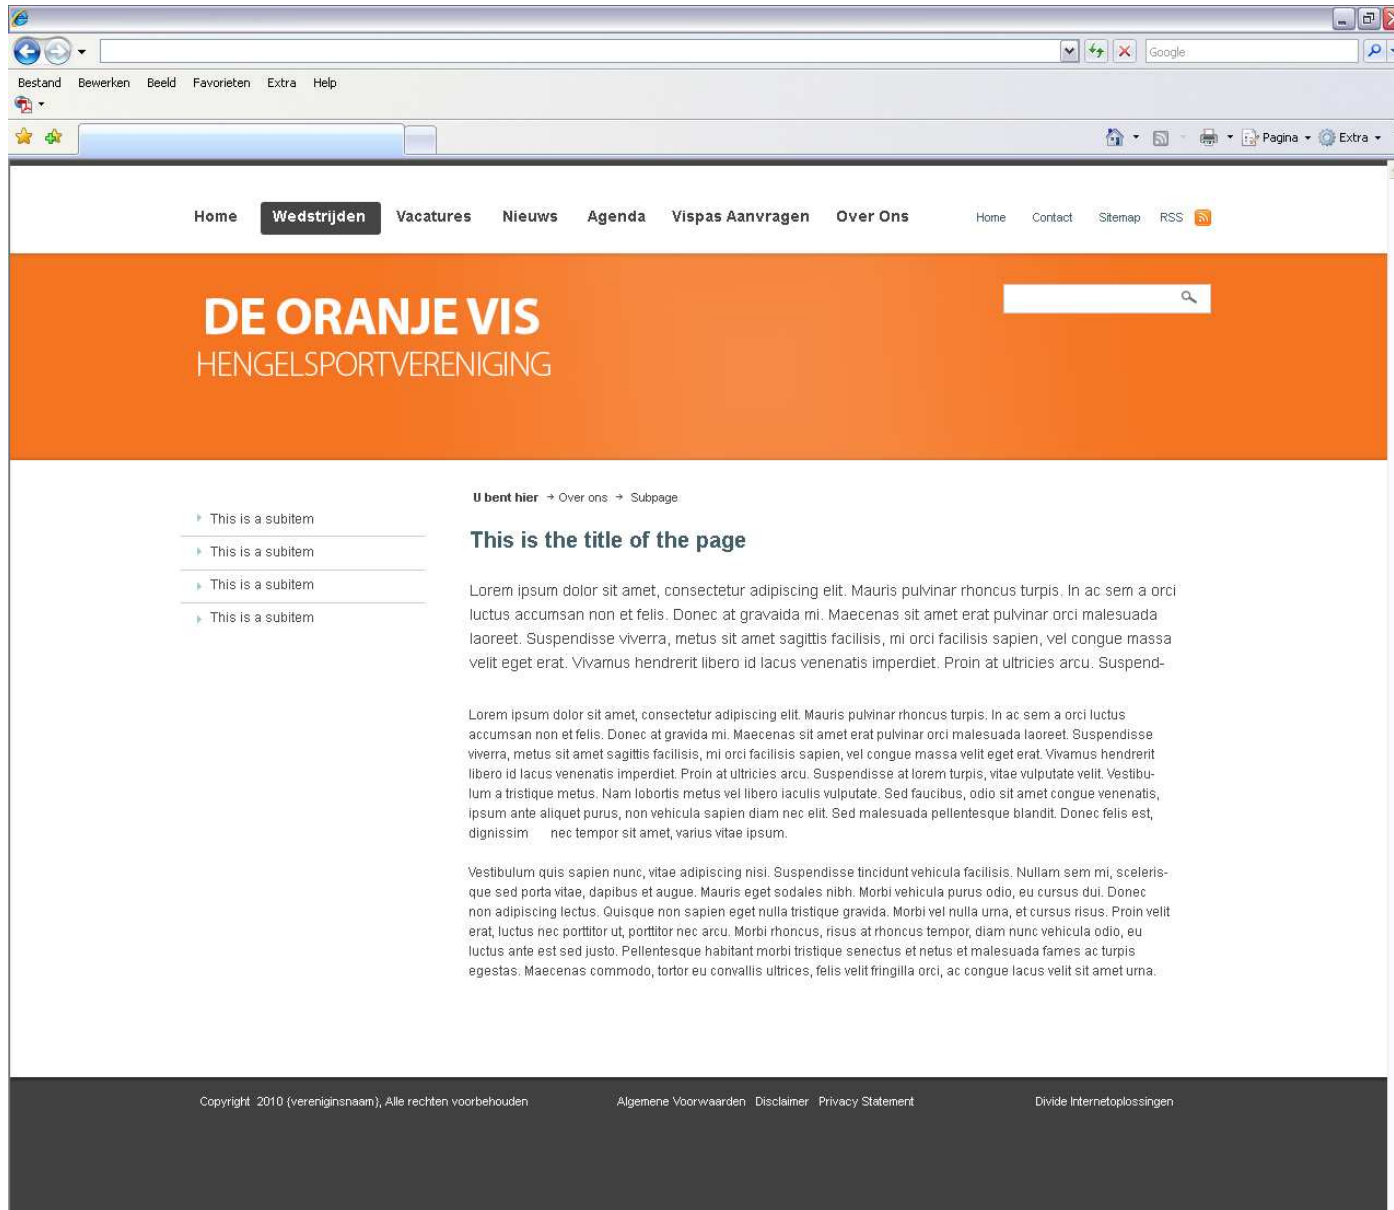 Google
Bestand Bewerken Beeld Favorieten Extra Help
Pagina Extra
Home Wedstrijden Vacatures Nieuws Agenda Vispas Aanvragen Over Ons Home Contact Sitemap RSS
DE ORANJE VIS
HENGELSPORTVERENIGING
This is a subitem
This is a subitem
This is a subitem
This is a subitem
U bent hier → Over ons → Subpage
This is the title of the page
Lorem ipsum dolor sit amet, consectetur adipiscing elit. Mauris pulvinar rhoncus turpis. In ac sem a orci
luctus accumsan non et felis. Donec at gravaida mi. Maecenas sit amet erat pulvinar orci malesuada
laoreet. Suspendisse viverra, metus sit amet sagittis facilisis, mi orci facilisis sapien, vel congue massa
velit eget erat. Vivamus hendrerit libero id lacus venenatis imperdiet. Proin at ultricies arcu. Suspend-
Lorem ipsum dolor sit amet, consectetur adipiscing elit. Mauris pulvinar rhoncus turpis. In ac sem a orci luctus
accumsan non et felis. Donec at gravida mi. Maecenas sit amet erat pulvinar orci malesuada laoreet. Suspendisse
viverra, metus sit amet sagittis facilisis, mi orci facilisis sapien, vel congue massa velit eget erat. Vivamus hendrerit
libero id lacus venenatis imperdiet. Proin at ultricies arcu. Suspendisse at lorem turpis, vitae vulputate velit. Vestibu-
lum a tristique metus. Nam lobortis metus vel libero iaculis vulputate. Sed faucibus, odio sit amet congue venenatis,
ipsum ante aliquet purus, non vehicula sapien diam nec elit. Sed malesuada pellentesque blandit. Donec felis est,
dignissim nec tempor sit amet, varius vitae ipsum.
Vestibulum quis sapien nunc, vitae adipiscing nisi. Suspendisse tincidunt vehicula facilisis. Nullam sem mi, sceleris-
que sed porta vitae, dapibus et augue. Mauris eget sodales nibh. Morbi vehicula purus odio, eu cursus dui. Donec
non adipiscing lectus. Quisque non sapien eget nulla tristique gravida. Morbi vel nulla urna, et cursus risus. Proin velit
erat, luctus nec porttitor ut, porttitor nec arcu. Morbi rhoncus, risus at rhoncus tempor, diam nunc vehicula odio, eu
luctus ante est sed justo. Pellentesque habitant morbi tristique senectus et netus et malesuada fames ac turpis
egestas. Maecenas commodo, tortor eu convallis ultrices, felis velit fringilla orci, ac congue lacus velit sit amet urna.
Copyright 2010 {vereniginsnaam}, Alle rechten voorbehouden Algemene Voorwaarden Disclaimer Privacy Statement Divide Internetoplossingen